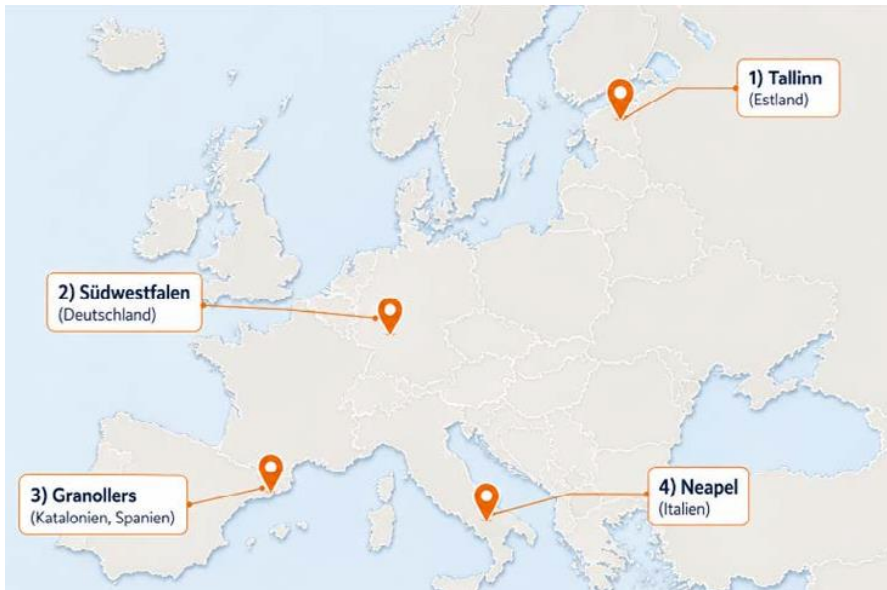 1) Tallinn
(Estland)
2) Südwestfalen
(Deutschland)
3) Granollers
(Katalonien, Spanien)
4) Neapel
(Italien)